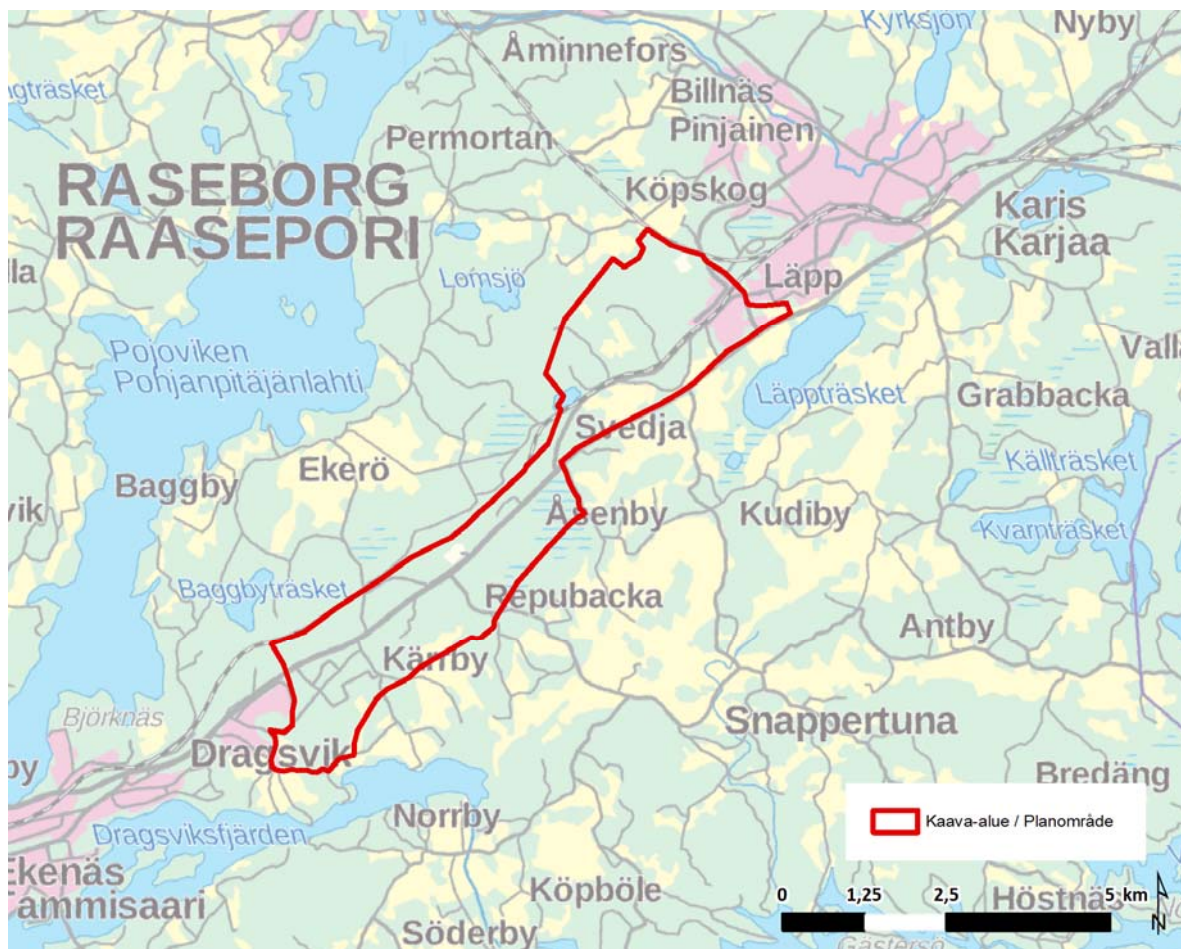 Kyrksjön
Nyby
Åminnefors
Billnäs
Pinjainen
Permortan
RASEBORG
RAASEPORI
Köpskog
Karis
Karjaa
Läpp
Lomsjö
Pojoviken
Pohjanpitäjänlahti
Läppträsket
Grabbacka
Svedja
Källträsket
Ekerö
Baggby
Åsenby
Kudiby
Kvarnträsket
Baggbyträsket
Repubacka
Antby
Kärrby
Björknäs
Snappertuna
Dragsvik
Bredäng
Norrby
Kaava-alue / Planområde
Dragsviksfjärden
Köpböle
0 1,25 2,5 5 km
Höstnäs
Söderby
Gästersö